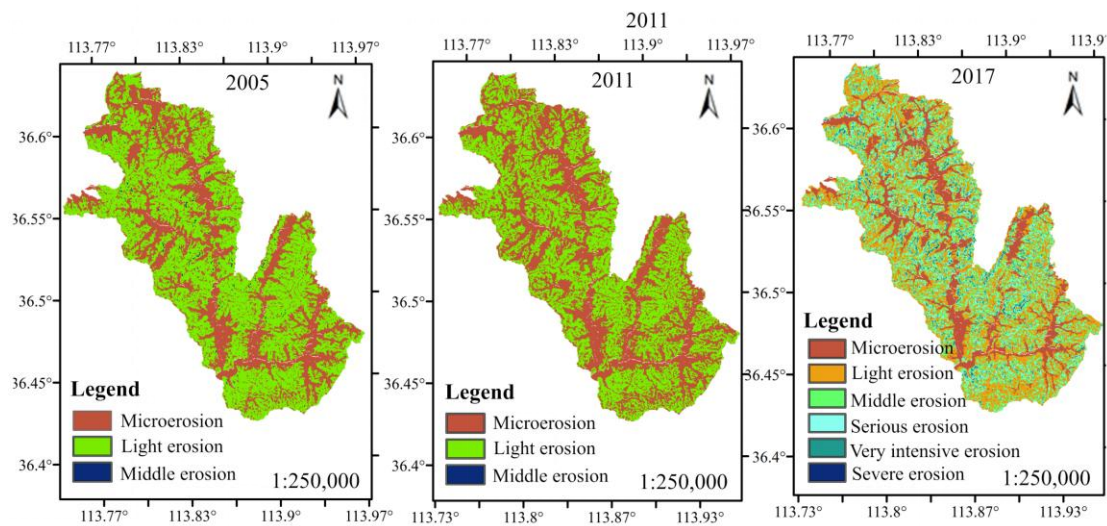 2011
113.77° 113.83° 113.9° 113.97°
113.77° 113.83° 113.9° 113.97°
113.77° 113.83° 113.9° 113.9
2005
N
2011
N
2017
N
36.6°
36.55°
36.5°
36.45°
36.4°
36.6°
36.55°
36.5°
36.45°
36.4°
36.6°
36.55°
36.5°
36.45°
36.4°
Legend
Microerosion
Light erosion
Middle erosion
1:250,000
Legend
Microerosion
Light erosion
Middle erosion
1:250,000
Legend
Microerosion
Light erosion
Middle erosion
Serious erosion
Very intensive erosion
Severe erosion
1:250,000
113.77° 113.83° 113.9° 113.97°
113.73° 113.8° 113.87° 113.93°
113.73° 113.8° 113.87° 113.93°